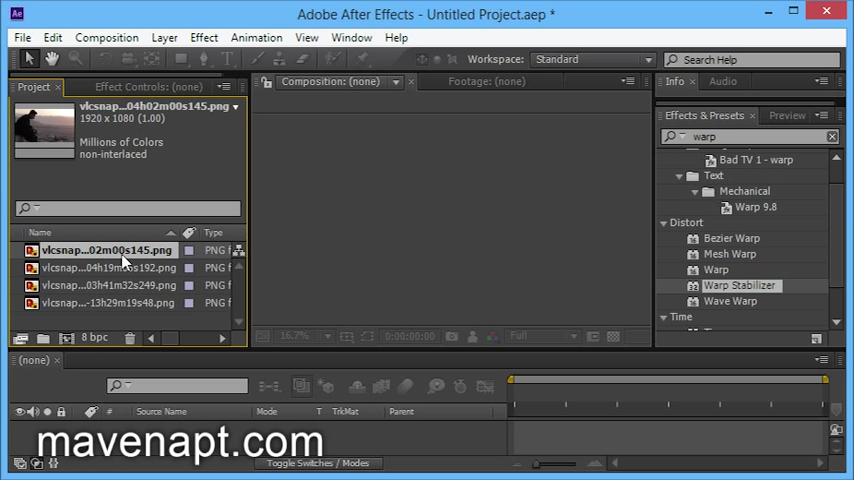 Ae Adobe After Effects - Untitled Project.aep *
File Edit Composition Layer Effect Animation View Window Help
T Workspace: Standard Search Help
Project × Effect Controls: (none) Composition: (none) × Footage: (none) Info × Audio
vlcsnap...04h02m00s145.png
1920 x 1080 (1.00)
Millions of Colors
non-interlaced
Effects & Presets × Preview
warp
Bad TV 1 - warp
Text
Mechanical
Warp 9.8
Distort
Bezier Warp
Mesh Warp
Warp
Warp Stabilizer
Wave Warp
Time
Name Type
vlcsnap...02m00s145.png PNG f
PNG f
vlcsnap...03h41m32s249.png PNG f
vlcsnap...-13h29m19s48.png PNG f
8 bpc 16.7% 0:00:00:00 Full
(none) ×
# Source Name Mode T TrkMat Parent
mavenapt.com
Toggle Switches / Modes